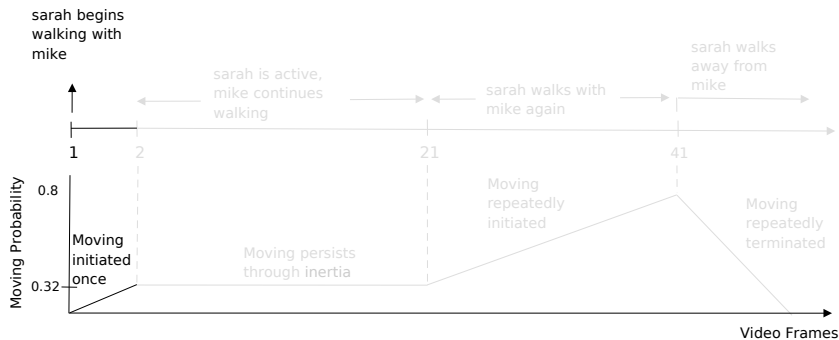 sarah begins
walking with
mike
sarah is active,
mike continues
walking
sarah walks with
mike again
sarah walks
away from
mike
1
2
21
41
Moving Probability
0.8
0.32
Moving
initiated
once
Moving persists
through inertia
Moving
repeatedly
initiated
Moving
repeatedly
terminated
Video Frames